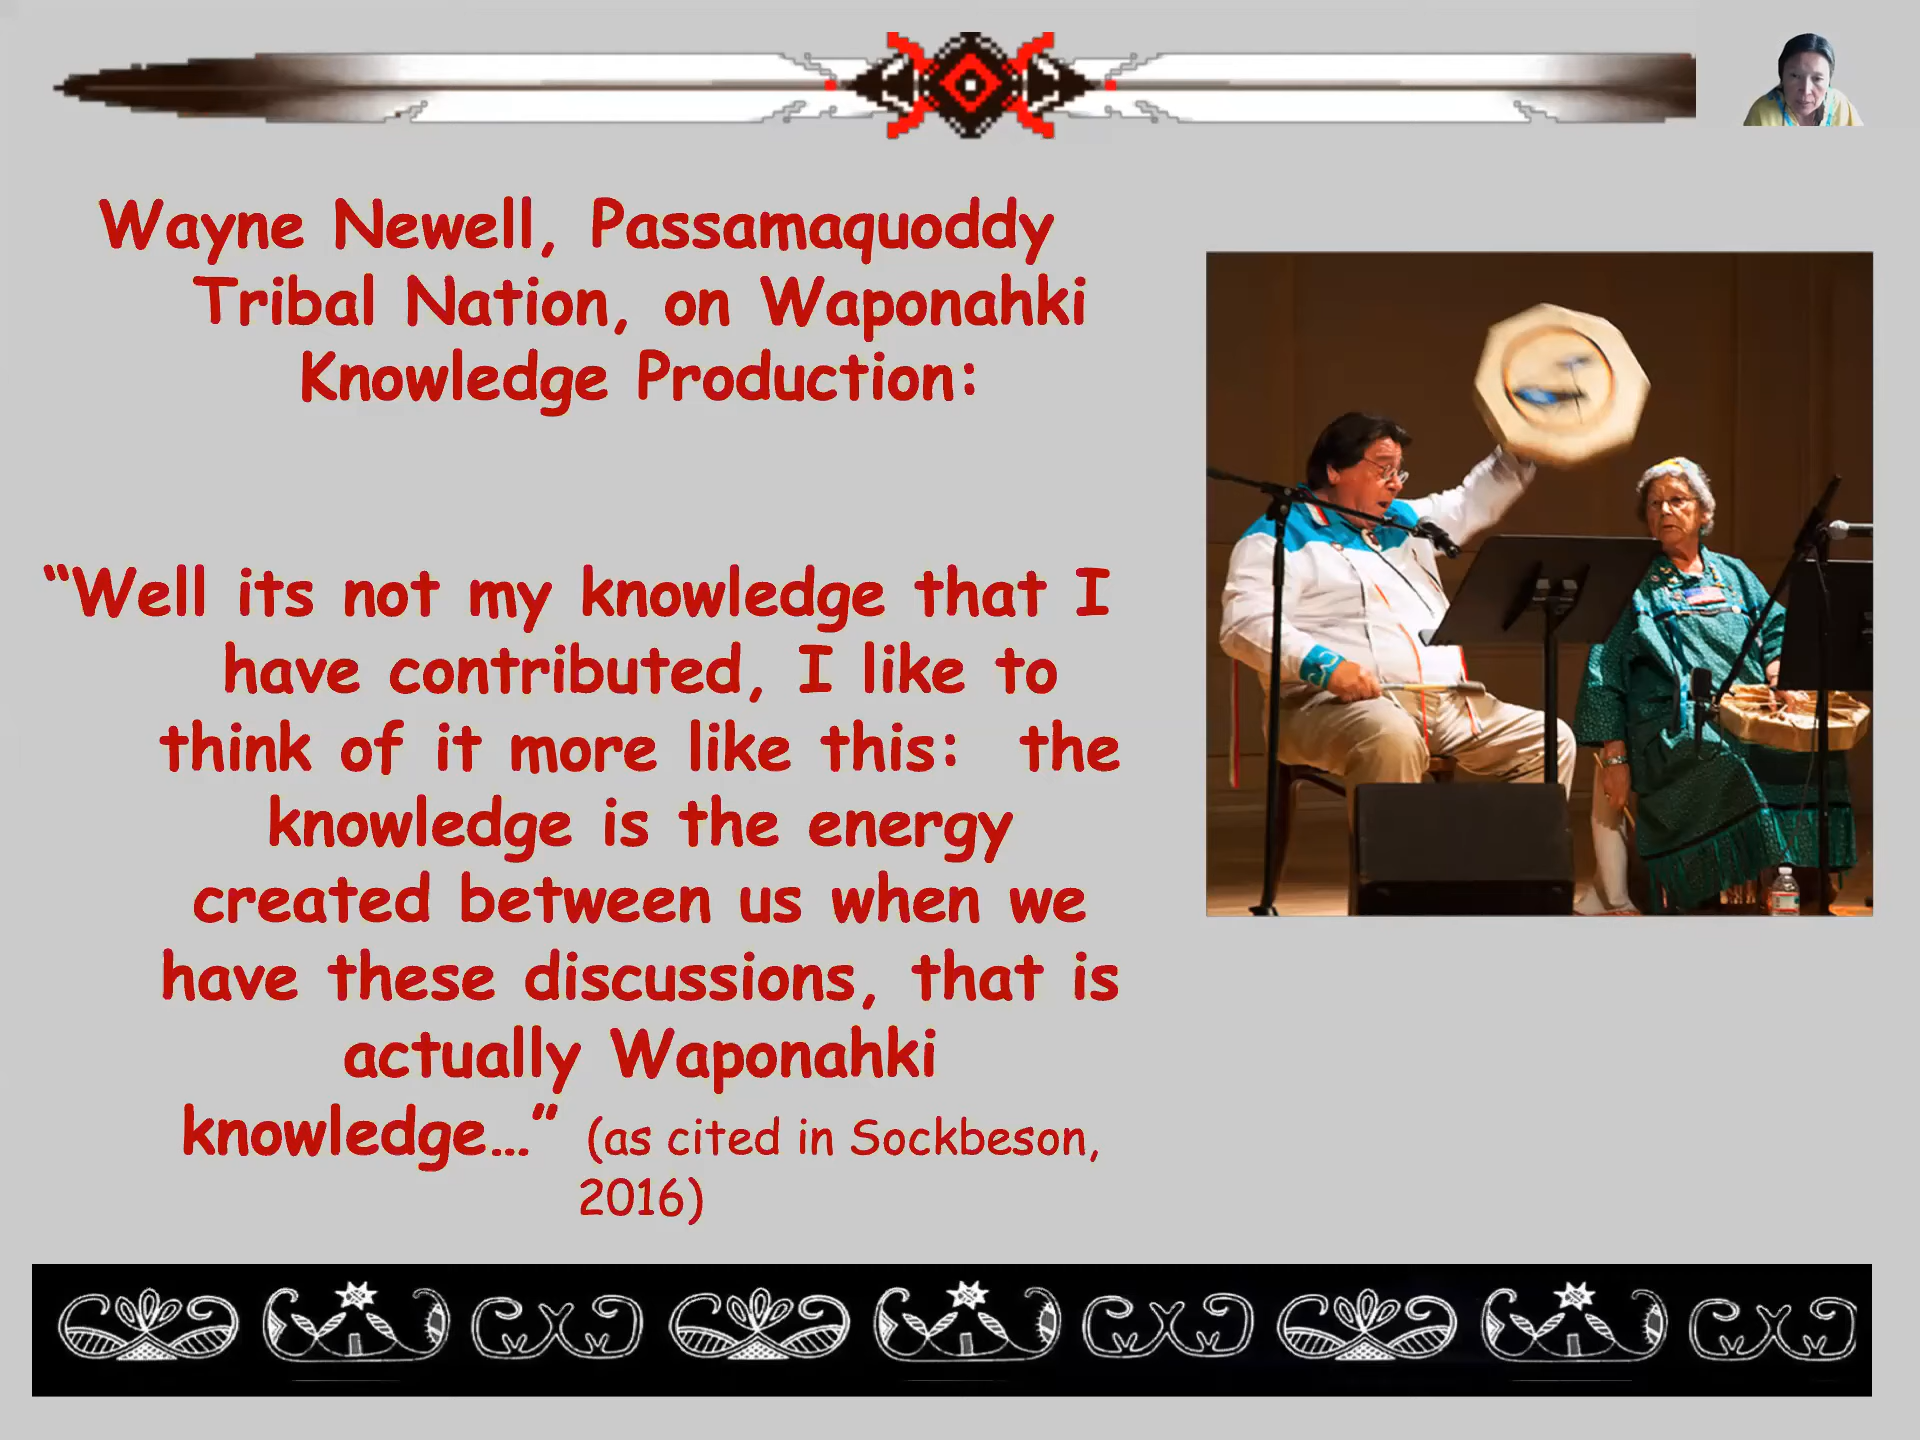 Wayne Newell, Passamaquoddy
Tribal Nation, on Waponahki
Knowledge Production:
“Well its not my knowledge that I
have contributed, I like to
think of it more like this:  the
knowledge is the energy
created between us when we
have these discussions, that is
actually Waponahki
knowledge…” (as cited in Sockbeson,
2016)